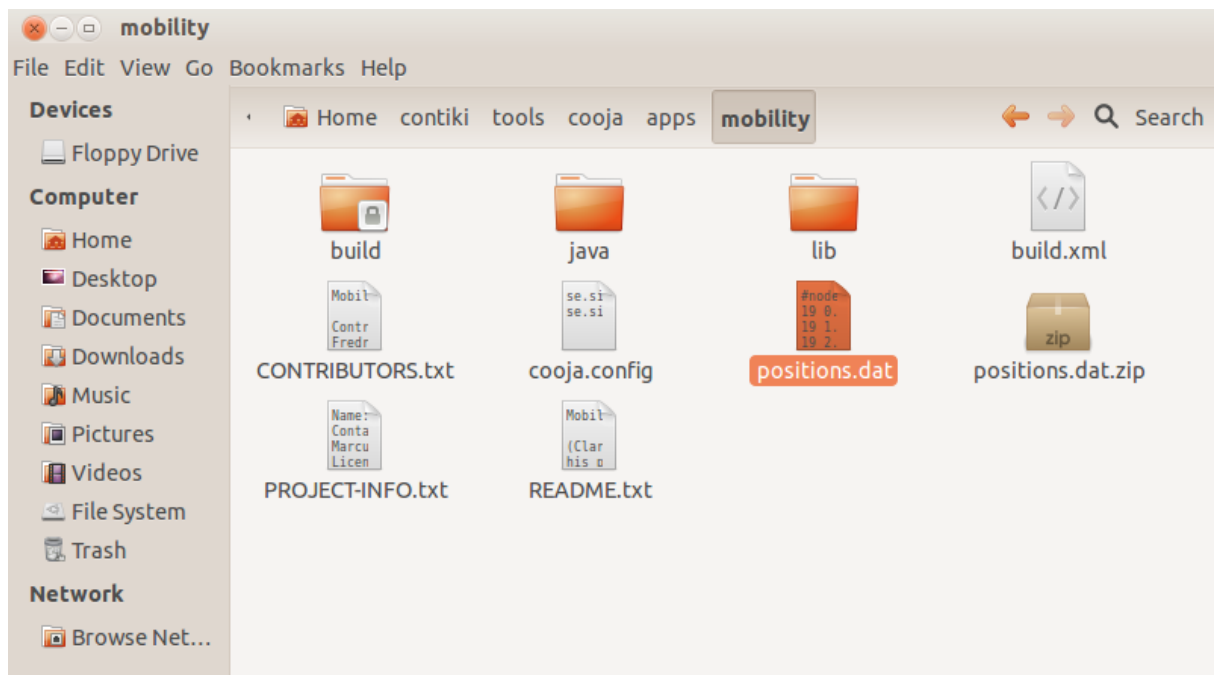 mobility
File Edit View Go Bookmarks Help
Devices
Floppy Drive
Computer
Home
Desktop
Documents
Downloads
Music
Pictures
Videos
File System
Trash
Network
Browse Net...
Home contiki tools cooja apps mobility Search
build java lib build.xml
</>
Mobil
Contr
Fredr
se.si
se.si
#node
19 0.
19 1.
19 2.
zip
CONTRIBUTORS.txt cooja.config positions.dat positions.dat.zip
Name:
Conta
Marcu
Licen
Mobil
(Clar
his p
PROJECT-INFO.txt README.txt